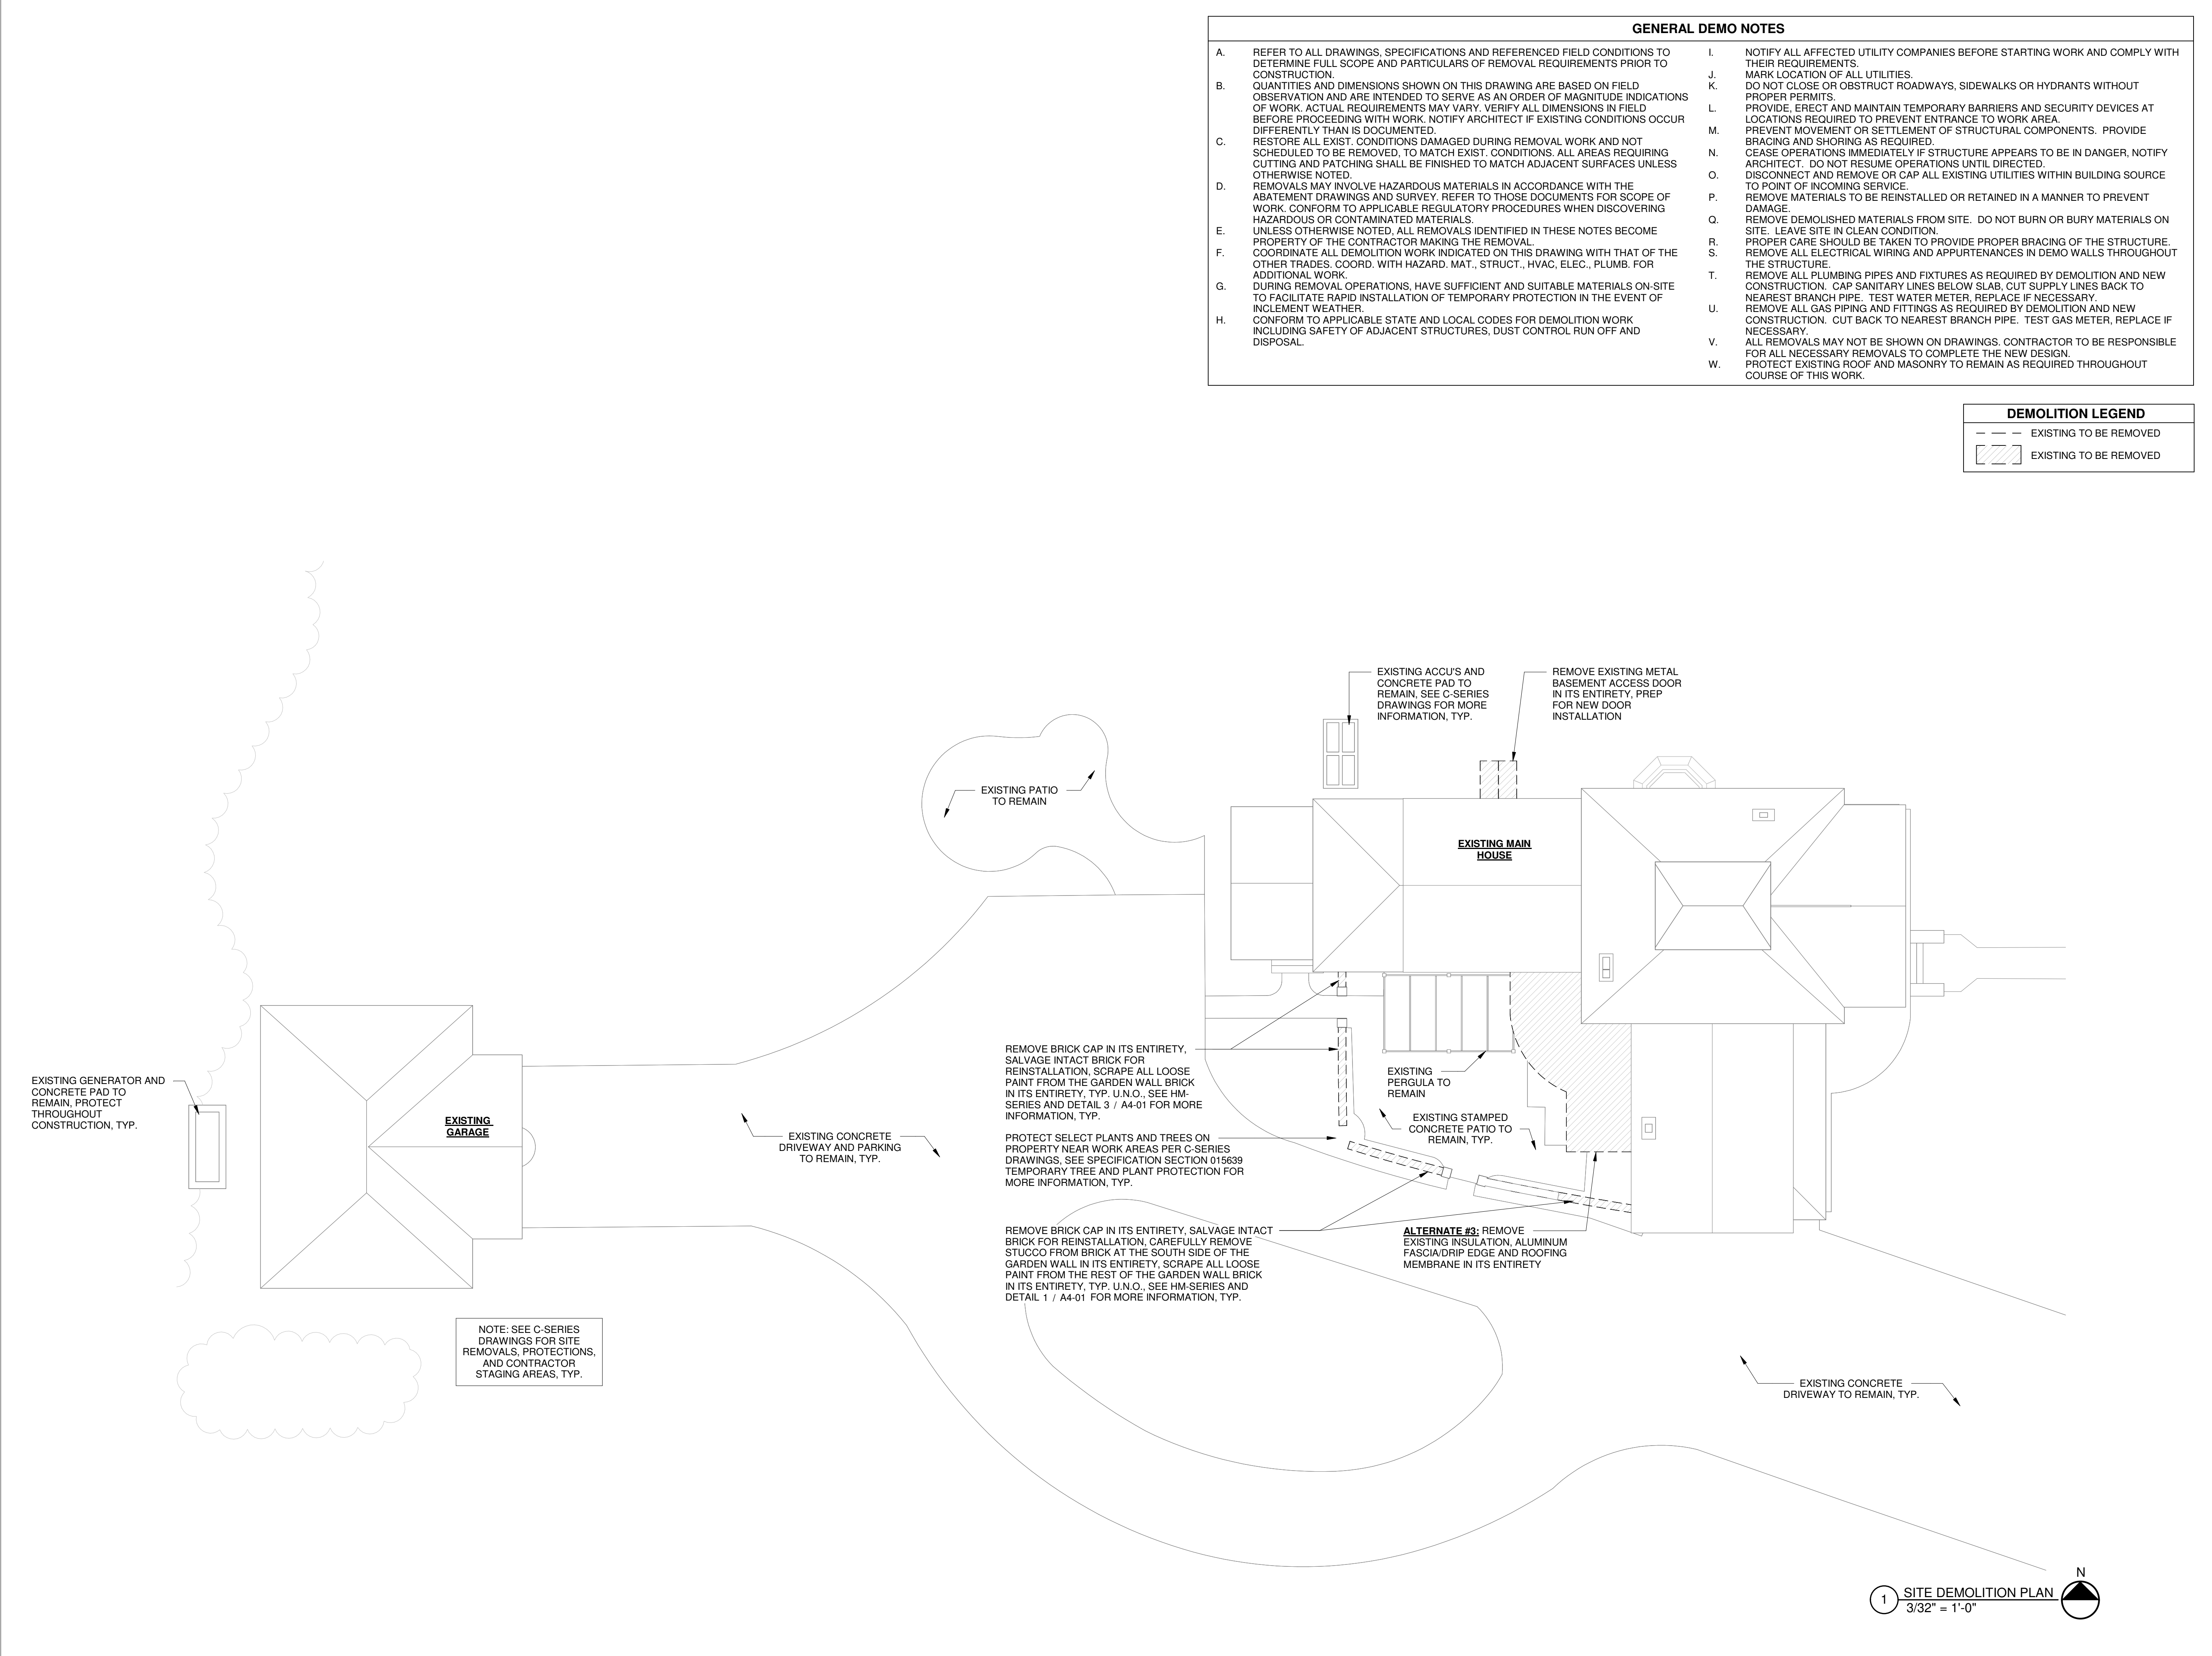 GENERAL DEMO NOTES
A. REFER TO ALL DRAWINGS, SPECIFICATIONS AND REFERENCED FIELD CONDITIONS TO
DETERMINE FULL SCOPE AND PARTICULARS OF REMOVAL REQUIREMENTS PRIOR TO
CONSTRUCTION.
B. QUANTITIES AND DIMENSIONS SHOWN ON THIS DRAWING ARE BASED ON FIELD
OBSERVATION AND ARE INTENDED TO SERVE AS AN ORDER OF MAGNITUDE INDICATIONS
OF WORK. ACTUAL REQUIREMENTS MAY VARY. VERIFY ALL DIMENSIONS IN FIELD
BEFORE PROCEEDING WITH WORK. NOTIFY ARCHITECT IF EXISTING CONDITIONS OCCUR
DIFFERENTLY THAN IS DOCUMENTED.
C. RESTORE ALL EXIST. CONDITIONS DAMAGED DURING REMOVAL WORK AND NOT
SCHEDULED TO BE REMOVED, TO MATCH EXIST. CONDITIONS. ALL AREAS REQUIRING
CUTTING AND PATCHING SHALL BE FINISHED TO MATCH ADJACENT SURFACES UNLESS
OTHERWISE NOTED.
D. REMOVALS MAY INVOLVE HAZARDOUS MATERIALS IN ACCORDANCE WITH THE
ABATEMENT DRAWINGS AND SURVEY. REFER TO THOSE DOCUMENTS FOR SCOPE OF
WORK. CONFORM TO APPLICABLE REGULATORY PROCEDURES WHEN DISCOVERING
HAZARDOUS OR CONTAMINATED MATERIALS.
E. UNLESS OTHERWISE NOTED, ALL REMOVALS IDENTIFIED IN THESE NOTES BECOME
PROPERTY OF THE CONTRACTOR MAKING THE REMOVAL.
F. COORDINATE ALL DEMOLITION WORK INDICATED ON THIS DRAWING WITH THAT OF THE
OTHER TRADES. COORD. WITH HAZARD. MAT., STRUCT., HVAC, ELEC., PLUMB. FOR
ADDITIONAL WORK.
G. DURING REMOVAL OPERATIONS, HAVE SUFFICIENT AND SUITABLE MATERIALS ON-SITE
TO FACILITATE RAPID INSTALLATION OF TEMPORARY PROTECTION IN THE EVENT OF
INCLEMENT WEATHER.
H. CONFORM TO APPLICABLE STATE AND LOCAL CODES FOR DEMOLITION WORK
INCLUDING SAFETY OF ADJACENT STRUCTURES, DUST CONTROL RUN OFF AND
DISPOSAL.
I. NOTIFY ALL AFFECTED UTILITY COMPANIES BEFORE STARTING WORK AND COMPLY WITH
THEIR REQUIREMENTS.
J. MARK LOCATION OF ALL UTILITIES.
K. DO NOT CLOSE OR OBSTRUCT ROADWAYS, SIDEWALKS OR HYDRANTS WITHOUT
PROPER PERMITS.
L. PROVIDE, ERECT AND MAINTAIN TEMPORARY BARRIERS AND SECURITY DEVICES AT
LOCATIONS REQUIRED TO PREVENT ENTRANCE TO WORK AREA.
M. PREVENT MOVEMENT OR SETTLEMENT OF STRUCTURAL COMPONENTS. PROVIDE
BRACING AND SHORING AS REQUIRED.
N. CEASE OPERATIONS IMMEDIATELY IF STRUCTURE APPEARS TO BE IN DANGER, NOTIFY
ARCHITECT. DO NOT RESUME OPERATIONS UNTIL DIRECTED.
O. DISCONNECT AND REMOVE OR CAP ALL EXISTING UTILITIES WITHIN BUILDING SOURCE
TO POINT OF INCOMING SERVICE.
P. REMOVE MATERIALS TO BE REINSTALLED OR RETAINED IN A MANNER TO PREVENT
DAMAGE.
Q. REMOVE DEMOLISHED MATERIALS FROM SITE. DO NOT BURN OR BURY MATERIALS ON
SITE. LEAVE SITE IN CLEAN CONDITION.
R. PROPER CARE SHOULD BE TAKEN TO PROVIDE PROPER BRACING OF THE STRUCTURE.
S. REMOVE ALL ELECTRICAL WIRING AND APPURTENANCES IN DEMO WALLS THROUGHOUT
THE STRUCTURE.
T. REMOVE ALL PLUMBING PIPES AND FIXTURES AS REQUIRED BY DEMOLITION AND NEW
CONSTRUCTION. CAP SANITARY LINES BELOW SLAB, CUT SUPPLY LINES BACK TO
NEAREST BRANCH PIPE. TEST WATER METER, REPLACE IF NECESSARY.
U. REMOVE ALL GAS PIPING AND FITTINGS AS REQUIRED BY DEMOLITION AND NEW
CONSTRUCTION. CUT BACK TO NEAREST BRANCH PIPE. TEST GAS METER, REPLACE IF
NECESSARY.
V. ALL REMOVALS MAY NOT BE SHOWN ON DRAWINGS. CONTRACTOR TO BE RESPONSIBLE
FOR ALL NECESSARY REMOVALS TO COMPLETE THE NEW DESIGN.
W. PROTECT EXISTING ROOF AND MASONRY TO REMAIN AS REQUIRED THROUGHOUT
COURSE OF THIS WORK.
DEMOLITION LEGEND
EXISTING TO BE REMOVED
EXISTING TO BE REMOVED
EXISTING ACCU'S AND
CONCRETE PAD TO
REMAIN, SEE C-SERIES
DRAWINGS FOR MORE
INFORMATION, TYP.
REMOVE EXISTING METAL
BASEMENT ACCESS DOOR
IN ITS ENTIRETY, PREP
FOR NEW DOOR
INSTALLATION
EXISTING PATIO
TO REMAIN
EXISTING MAIN
HOUSE
REMOVE BRICK CAP IN ITS ENTIRETY,
SALVAGE INTACT BRICK FOR
REINSTALLATION, SCRAPE ALL LOOSE
PAINT FROM THE GARDEN WALL BRICK
IN ITS ENTIRETY, TYP. U.N.O., SEE HM-
SERIES AND DETAIL 3 / A4-01 FOR MORE
INFORMATION, TYP.
EXISTING
PERGULA TO
REMAIN
EXISTING GENERATOR AND
CONCRETE PAD TO
REMAIN, PROTECT
THROUGHOUT
CONSTRUCTION, TYP.
EXISTING
GARAGE
EXISTING CONCRETE
DRIVEWAY AND PARKING
TO REMAIN, TYP.
EXISTING STAMPED
CONCRETE PATIO TO
REMAIN, TYP.
PROTECT SELECT PLANTS AND TREES ON
PROPERTY NEAR WORK AREAS PER C-SERIES
DRAWINGS, SEE SPECIFICATION SECTION 015639
TEMPORARY TREE AND PLANT PROTECTION FOR
MORE INFORMATION, TYP.
REMOVE BRICK CAP IN ITS ENTIRETY, SALVAGE INTACT
BRICK FOR REINSTALLATION, CAREFULLY REMOVE
STUCCO FROM BRICK AT THE SOUTH SIDE OF THE
GARDEN WALL IN ITS ENTIRETY, SCRAPE ALL LOOSE
PAINT FROM THE REST OF THE GARDEN WALL BRICK
IN ITS ENTIRETY, TYP. U.N.O., SEE HM-SERIES AND
DETAIL 1 / A4-01 FOR MORE INFORMATION, TYP.
ALTERNATE #3: REMOVE
EXISTING INSULATION, ALUMINUM
FASCIA/DRIP EDGE AND ROOFING
MEMBRANE IN ITS ENTIRETY
NOTE: SEE C-SERIES
DRAWINGS FOR SITE
REMOVALS, PROTECTIONS,
AND CONTRACTOR
STAGING AREAS, TYP.
EXISTING CONCRETE
DRIVEWAY TO REMAIN, TYP.
N
1 SITE DEMOLITION PLAN
3/32" = 1'-0"